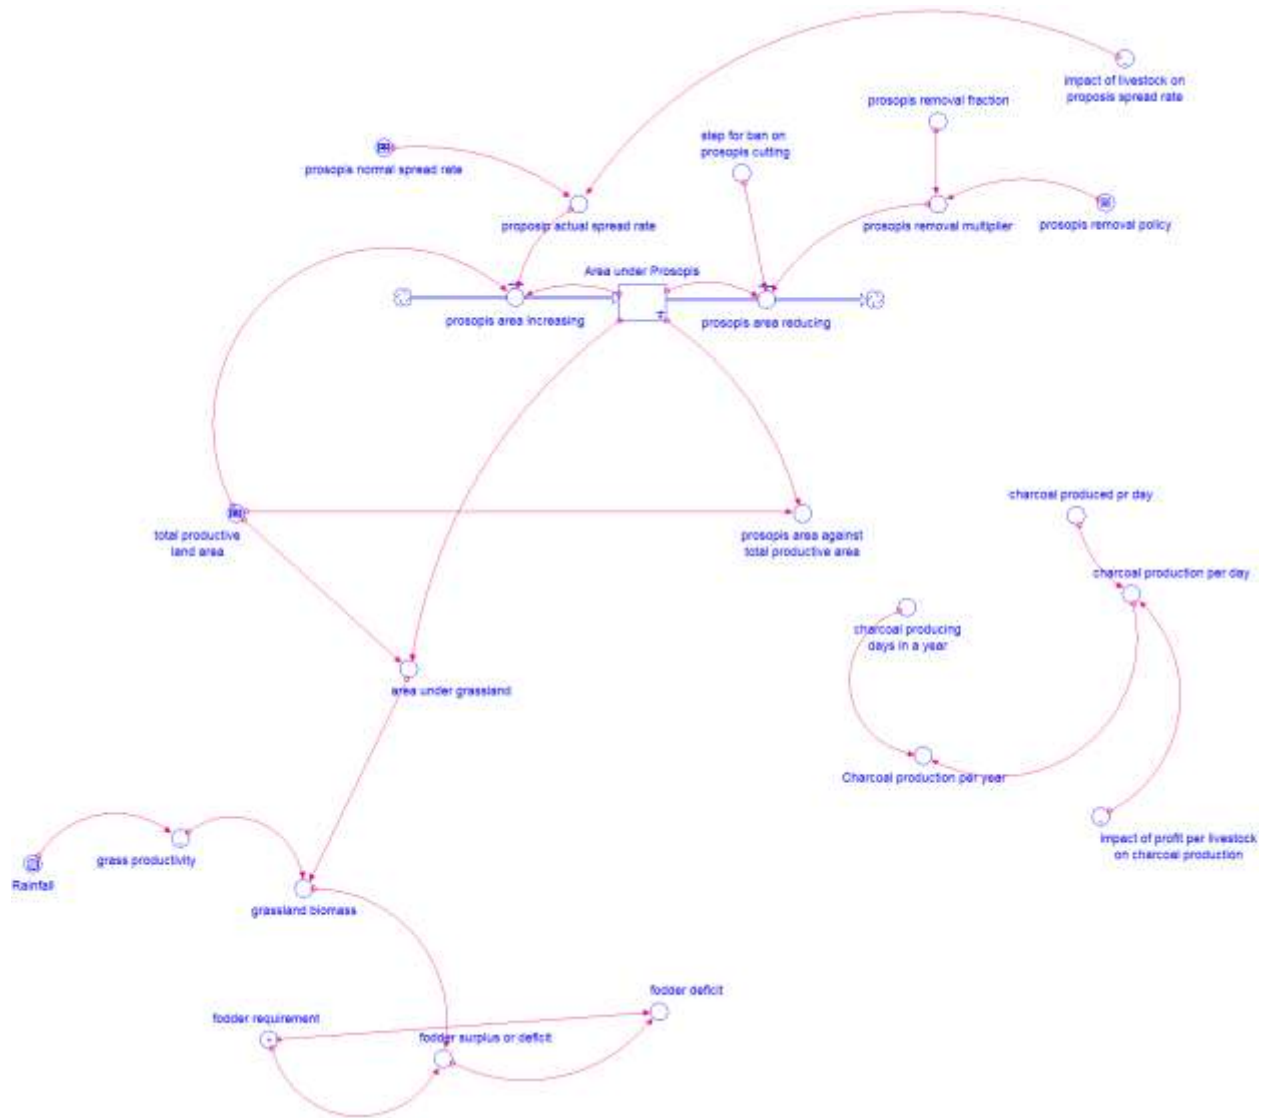 impact of livestock on
proposis spread rate
prosopis removal fraction
step for ban on
prosopis cutting
prosopis normal spread rate
proposip actual spread rate
prosopis removal multiplier
prosopis removal policy
Area under Prosopis
prosopis area increasing
prosopis area reducing
charcoal produced pr day
total productive
land area
prosopis area against
total productive area
charcoal production per day
charcoal producing
days in a year
area under grassland
Charcoal production per year
impact of profit per livestock
on charcoal production
grass productivity
Rainfall
grassland biomass
fodder deficit
fodder requirement
fodder surplus or deficit